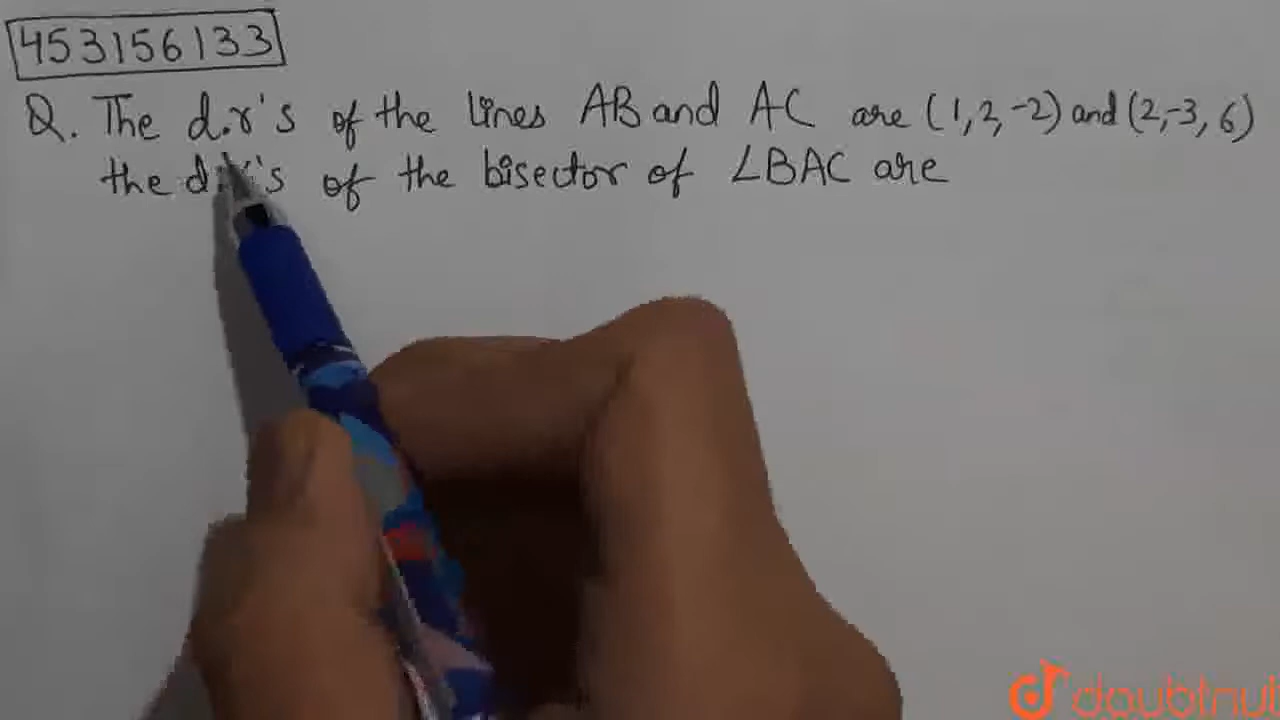 453156133
Q. The d.r's of the lines AB and AC are (1,2,-2) and (2,-3, 6)
the d.r's of the bisector of ∠BAC are
doubtnut